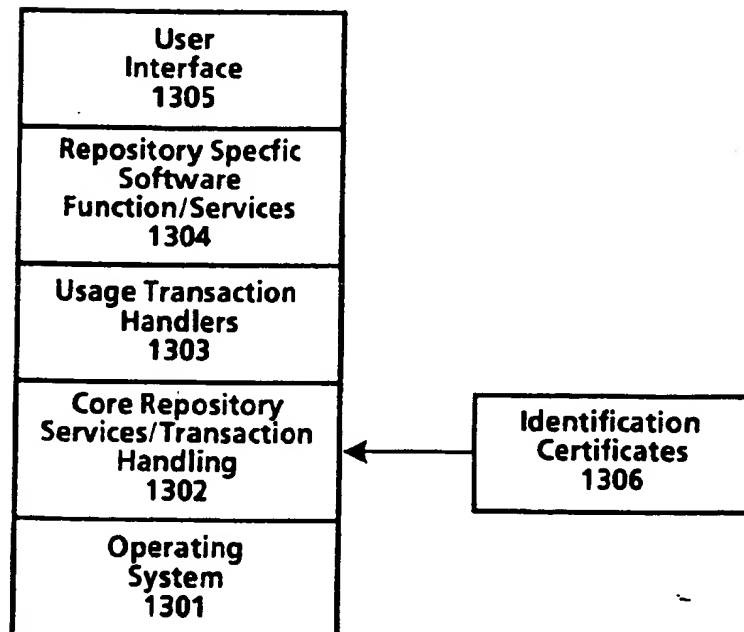 User
Interface
1305
Repository Specfic
Software
Function/Services
1304
Usage Transaction
Handlers
1303
Core Repository
Services/Transaction
Handling
1302
Operating
System
1301
Identification
Certificates
1306